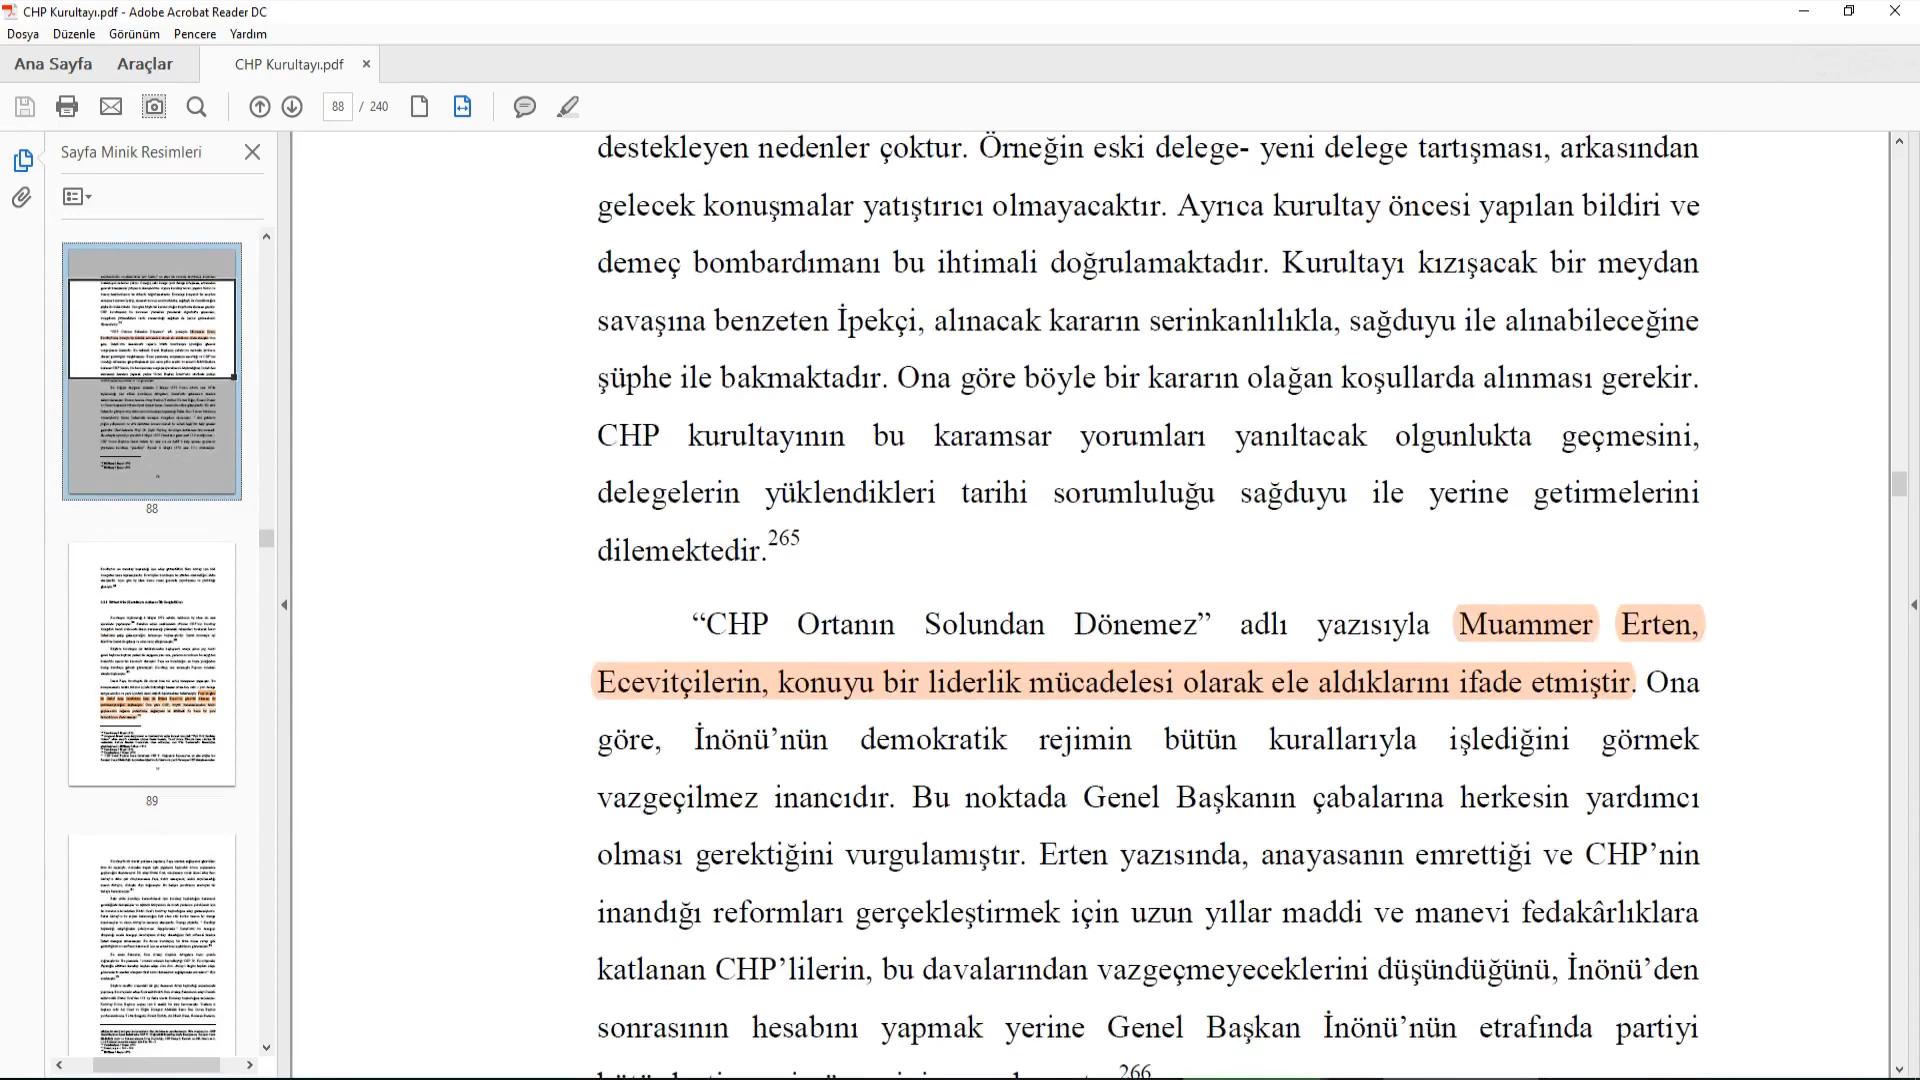 CHP Kurultayı.pdf - Adobe Acrobat Reader DC
Dosya Düzenle Görünüm Pencere Yardım
Ana Sayfa Araçlar CHP Kurultayı.pdf
88 / 240
Sayfa Minik Resimleri
88
89
destekleyen nedenler çoktur. Örneğin eski delege- yeni delege tartışması, arkasından
gelecek konuşmalar yatıştırıcı olmayacaktır. Ayrıca kurultay öncesi yapılan bildiri ve
demeç bombardımanı bu ihtimali doğrulamaktadır. Kurultayı kızışacak bir meydan
savaşına benzeten İpekçi, alınacak kararın serinkanlılıkla, sağduyu ile alınabileceğine
şüphe ile bakmaktadır. Ona göre böyle bir kararın olağan koşullarda alınması gerekir.
CHP kurultayının bu karamsar yorumları yanıltacak olgunlukta geçmesini,
delegelerin yüklendikleri tarihi sorumluluğu sağduyu ile yerine getirmelerini
dilemektedir.265
“CHP Ortanın Solundan Dönemez” adlı yazısıyla Muammer Erten,
Ecevitçilerin, konuyu bir liderlik mücadelesi olarak ele aldıklarını ifade etmiştir. Ona
göre, İnönü’nün demokratik rejimin bütün kurallarıyla işlediğini görmek
vazgeçilmez inancıdır. Bu noktada Genel Başkanın çabalarına herkesin yardımcı
olması gerektiğini vurgulamıştır. Erten yazısında, anayasanın emrettiği ve CHP’nin
inandığı reformları gerçekleştirmek için uzun yıllar maddi ve manevi fedakârlıklara
katlanan CHP’lilerin, bu davalarından vazgeçmeyeceklerini düşündüğünü, İnönü’den
sonrasının hesabını yapmak yerine Genel Başkan İnönü’nün etrafında partiyi
266